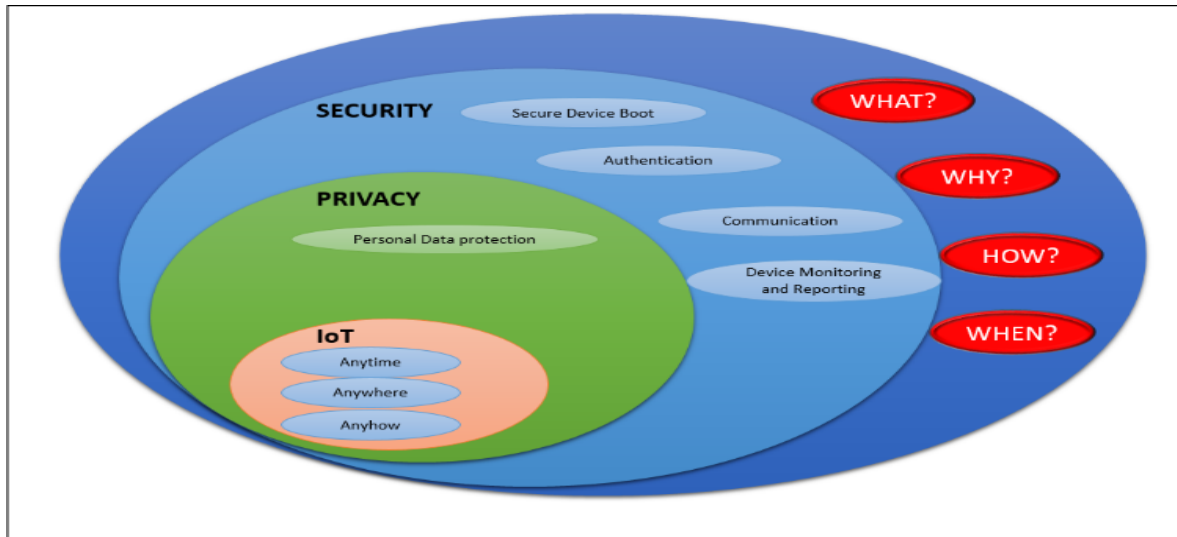 SECURITY
Secure Device Boot
Authentication
PRIVACY
Personal Data protection
Communication
Device Monitoring
and Reporting
IoT
Anytime
Anywhere
Anyhow
WHAT?
WHY?
HOW?
WHEN?